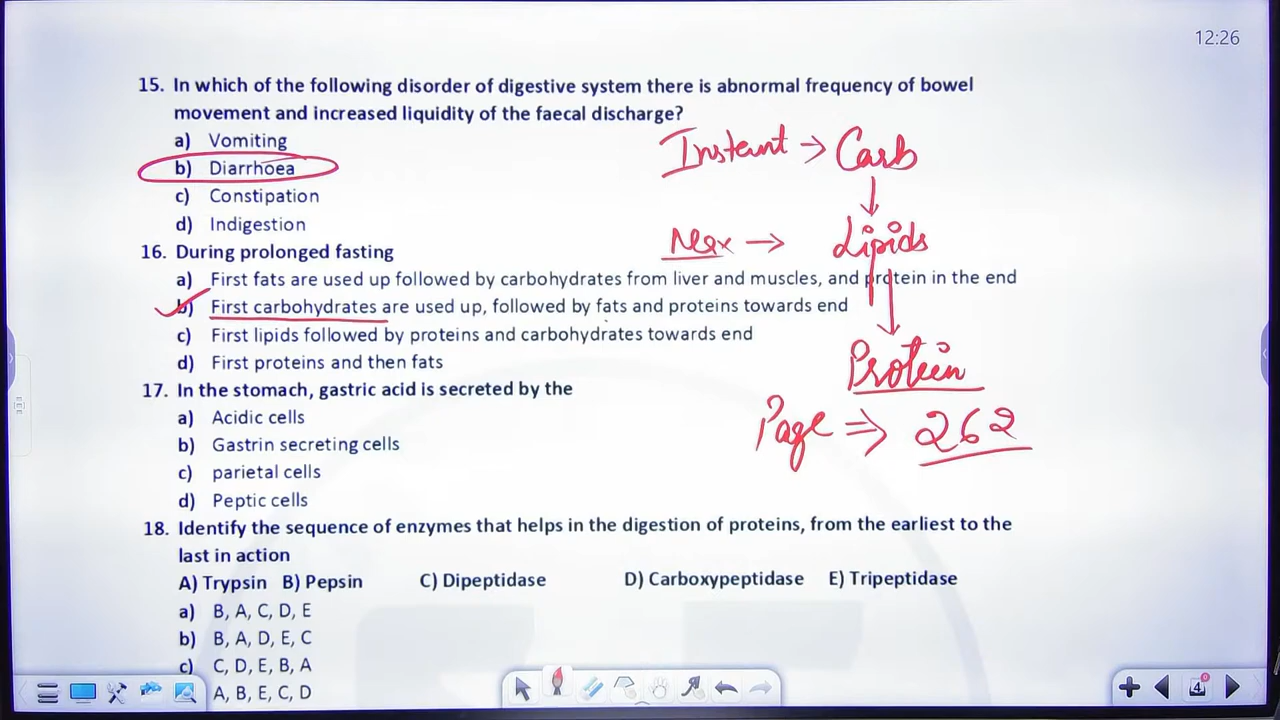 12:26
15. In which of the following disorder of digestive system there is abnormal frequency of bowel
movement and increased liquidity of the faecal discharge?
a) Vomiting
b) Diarrhoea
c) Constipation
d) Indigestion
Instant → Carb
↓
Max → Lipids
↓
Protein
Page ⇒ 262
16. During prolonged fasting
a) First fats are used up followed by carbohydrates from liver and muscles, and protein in the end
b) First carbohydrates are used up, followed by fats and proteins towards end
c) First lipids followed by proteins and carbohydrates towards end
d) First proteins and then fats
17. In the stomach, gastric acid is secreted by the
a) Acidic cells
b) Gastrin secreting cells
c) parietal cells
d) Peptic cells
18. Identify the sequence of enzymes that helps in the digestion of proteins, from the earliest to the
last in action
A) Trypsin B) Pepsin C) Dipeptidase D) Carboxypeptidase E) Tripeptidase
a) B, A, C, D, E
b) B, A, D, E, C
c) C, D, E, B, A
A, B, E, C, D
4